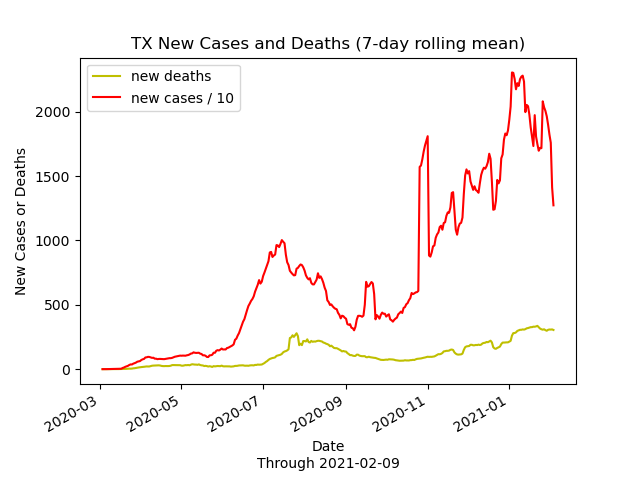 TX New Cases and Deaths (7-day rolling mean)
new deaths
new cases / 10
New Cases or Deaths
2000
1500
1000
500
0
2020-03
2020-05
2020-07
2020-09
2020-11
2021-01
Date
Through 2021-02-09